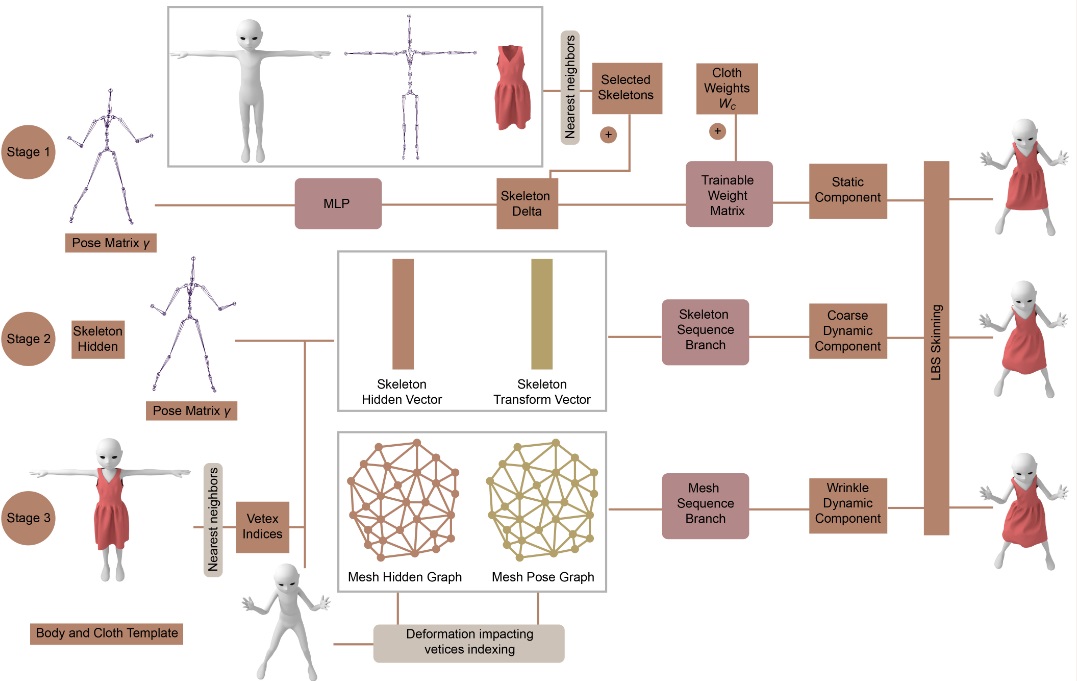 Nearest neighbors
Selected
Skeletons
Cloth
Weights
Wc
+
+
Stage 1
MLP
Skeleton
Delta
Trainable
Weight
Matrix
Static
Component
Pose Matrix γ
Stage 2
Skeleton
Hidden
Pose Matrix γ
Skeleton
Hidden Vector
Skeleton
Transform Vector
Skeleton
Sequence
Branch
Coarse
Dynamic
Component
LBS Skinning
Stage 3
Nearest neighbors
Vetex
Indices
Mesh Hidden Graph
Mesh Pose Graph
Mesh
Sequence
Branch
Wrinkle
Dynamic
Component
Body and Cloth Template
Deformation impacting
vetices indexing